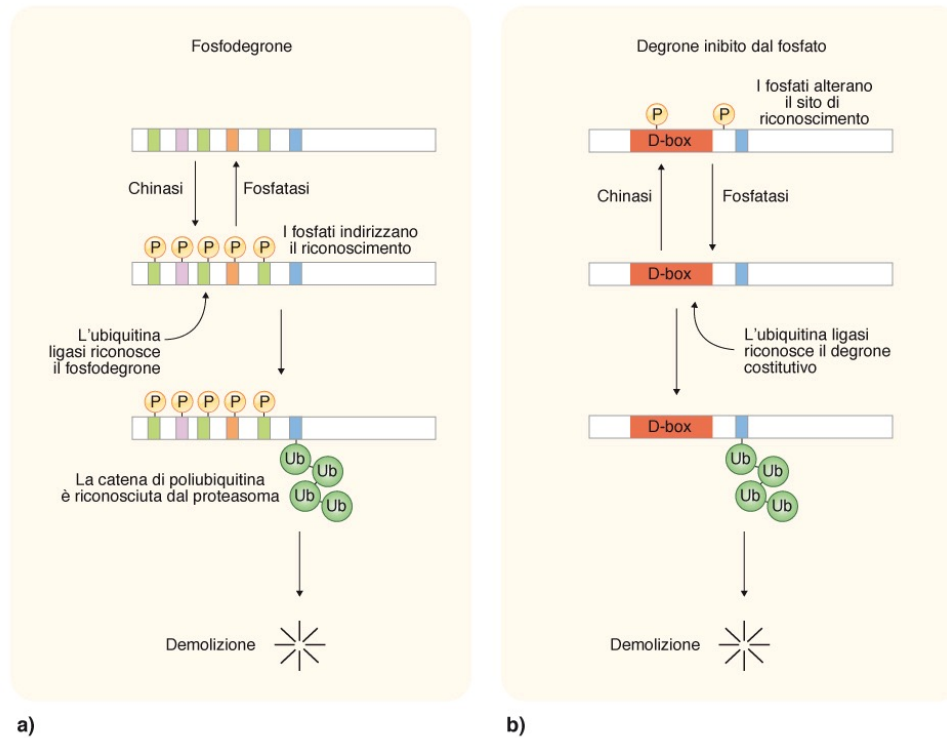 Fosfodegrone
Chinasi
Fosfatasi
P P P P P
I fosfati indirizzano
il riconoscimento
L'ubiquitina
ligasi riconosce
il fosfodegrone
P P P P P
Ub
Ub
Ub
Ub
La catena di poliubiquitina
è riconosciuta dal proteasoma
Demolizione
a)
Degrone inibito dal fosfato
I fosfati alterano
il sito di
riconoscimento
P P
D-box
Chinasi
Fosfatasi
D-box
L'ubiquitina ligasi
riconosce il degrone
costitutivo
D-box
Ub
Ub
Ub
Ub
Demolizione
b)